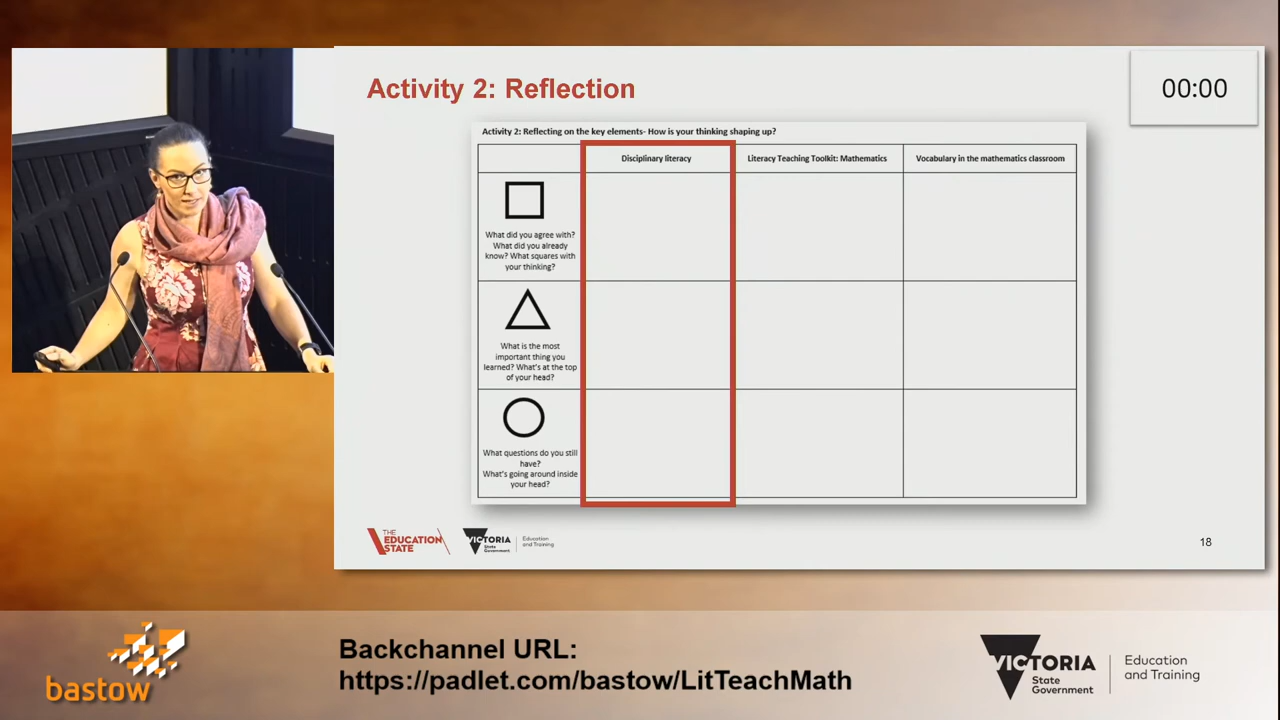 Activity 2: Reflection
00:00
Activity 2: Reflecting on the key elements- How is your thinking shaping up?
Disciplinary literacy
Literacy Teaching Toolkit: Mathematics
Vocabulary in the mathematics classroom
What did you agree with?
What did you already
know? What squares with
your thinking?
What is the most
important thing you
learned? What's at the top
of your head?
What questions do you still
have?
What's going around inside
your head?
THE
EDUCATION
STATE
VICTORIA
State
Government
Education
and Training
18
bastow
Backchannel URL:
https://padlet.com/bastow/LitTeachMath
VICTORIA
State
Government
Education
and Training